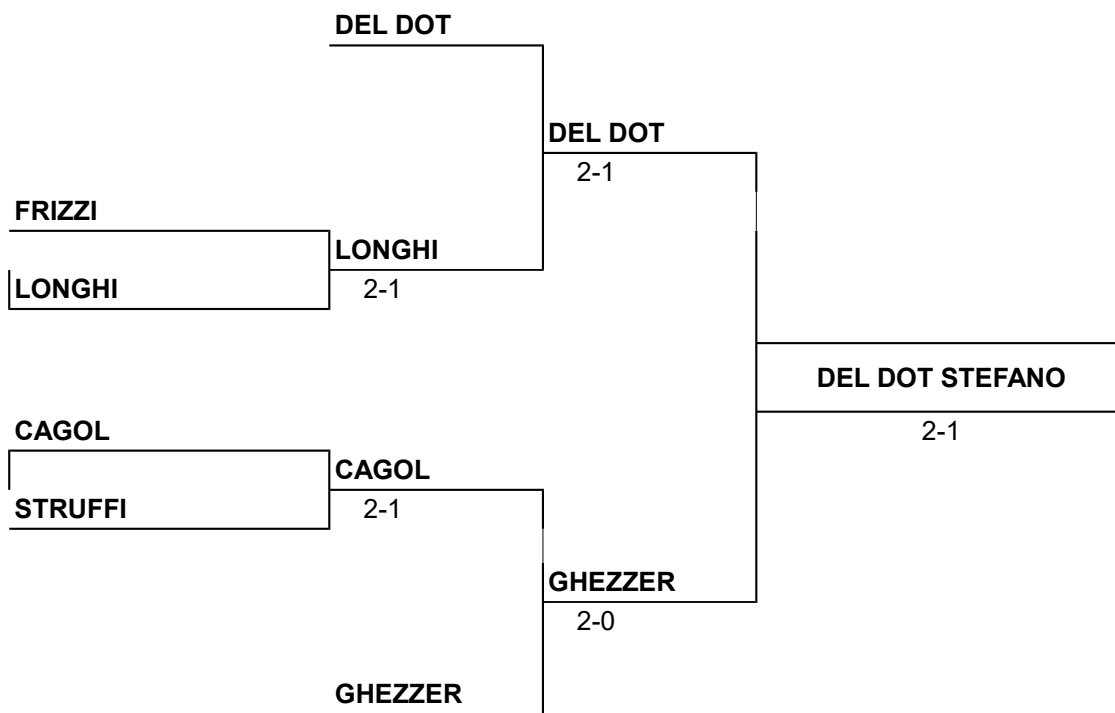 DEL DOT
DEL DOT
2-1
FRIZZI
LONGHI
LONGHI
2-1
DEL DOT STEFANO
2-1
CAGOL
CAGOL
STRUFFI
2-1
GHEZZER
2-0
GHEZZER